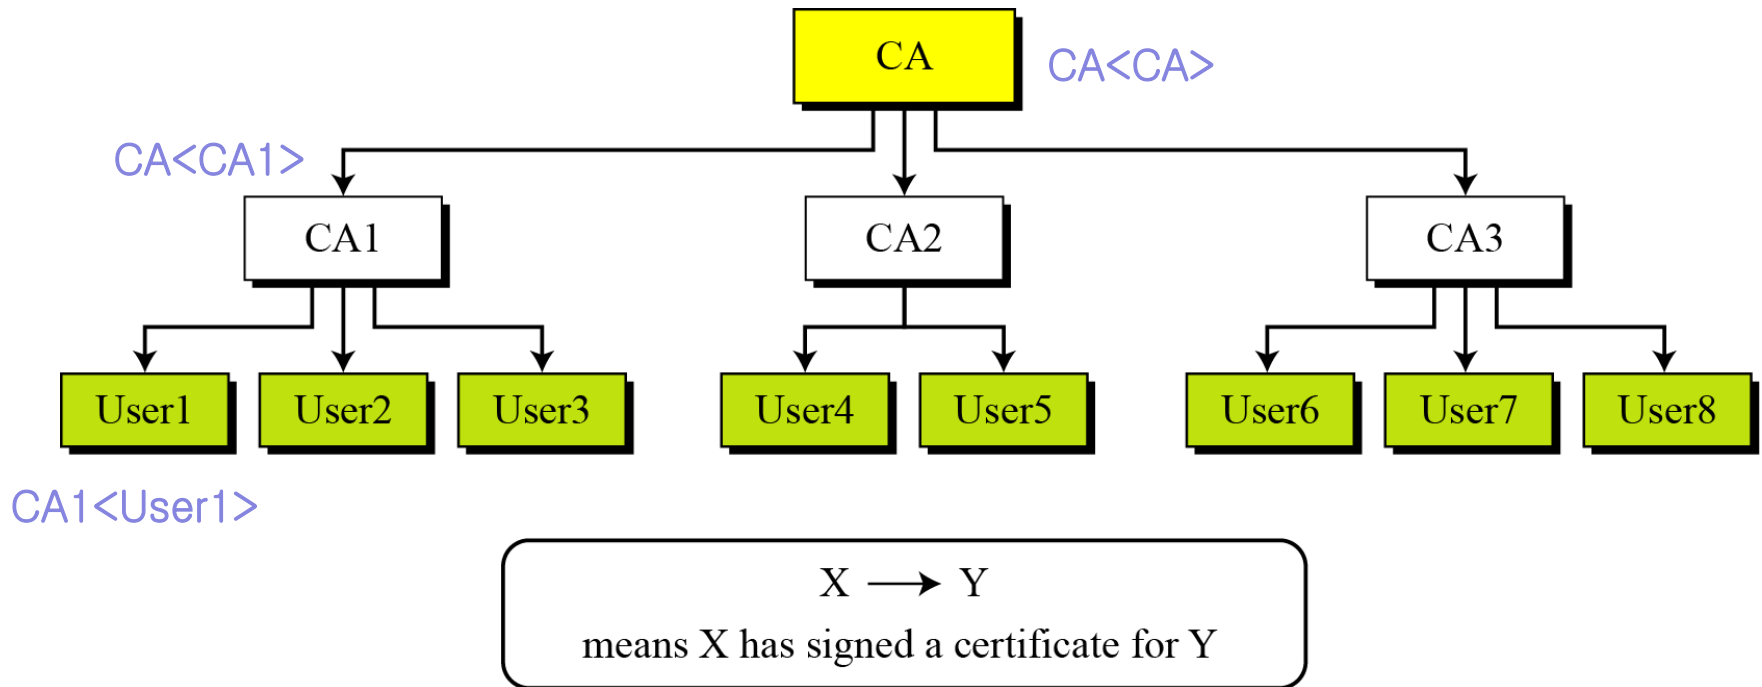 CA
CA<CA>
CA<CA1>
CA1
CA2
CA3
User1
User2
User3
User4
User5
User6
User7
User8
CA1<User1>
X → Y
means X has signed a certificate for Y